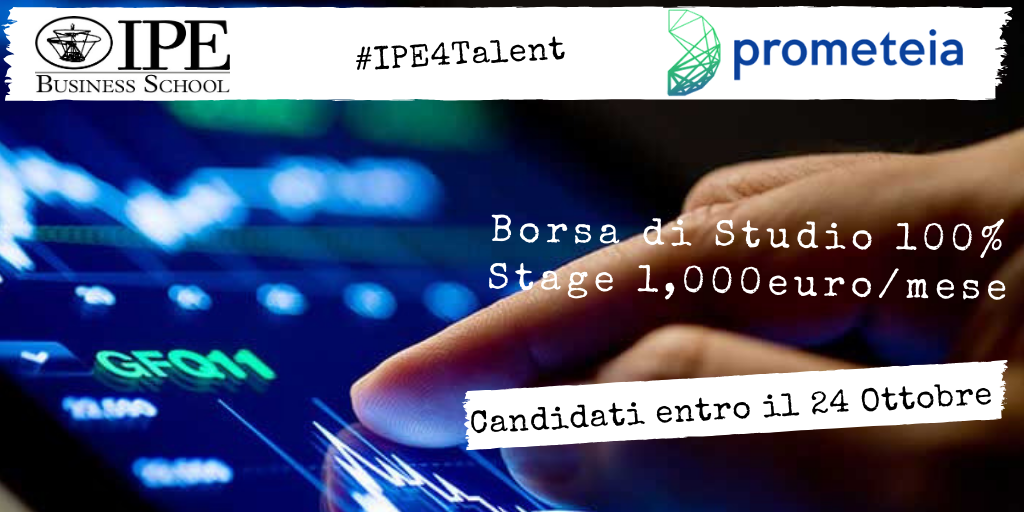 IPE
BUSINESS SCHOOL
#IPE4Talent
prometeia
Borsa di Studio 100%
Stage 1,000euro/mese
GFQ11
Candidati entro il 24 Ottobre